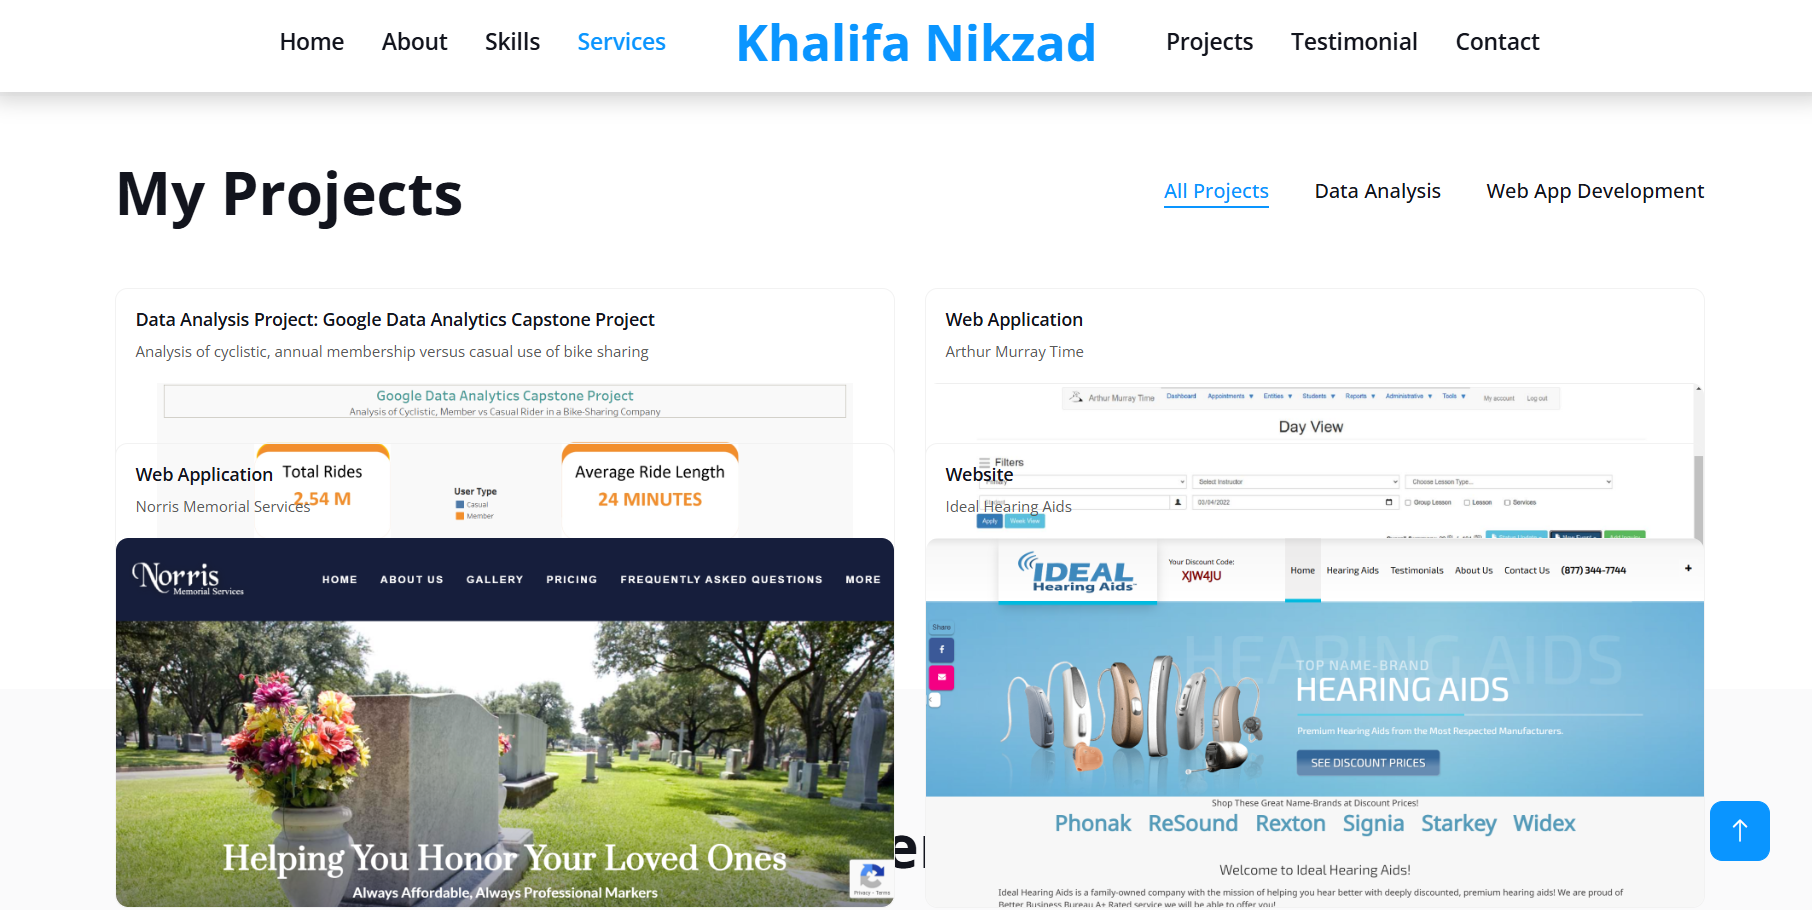 Home About Skills Services Khalifa Nikzad Projects Testimonial Contact
My Projects
All Projects Data Analysis Web App Development
Data Analysis Project: Google Data Analytics Capstone Project
Analysis of cyclistic, annual membership versus casual use of bike sharing
Google Data Analytics Capstone Project
Analysis of Cyclistic, Member vs Casual Rider in a Bike-Sharing Company
Total Rides
2.54 M
User Type
Casual
Member
Average Ride Length
24 MINUTES
Web Application
Arthur Murray Time
Arthur Murray Time Dashboard Appointments Entities Students Reports Administrative Tools My account Log out
Day View
Filters
Select Instructor Choose Lesson Type...
03/04/2022 Group Lesson Lesson Services
Apply Week View
Web Application
Norris Memorial Services
Norris
Memorial Services
HOME ABOUT US GALLERY PRICING FREQUENTLY ASKED QUESTIONS MORE
Helping You Honor Your Loved Ones
Always Affordable, Always Professional Markers
Privacy - Terms
Website
Ideal Hearing Aids
IDEAL
Hearing Aids
Your Discount Code:
XJW4JU
Home Hearing Aids Testimonials About Us Contact Us (877) 344-7744 +
Share
HEARING AIDS
TOP NAME-BRAND
HEARING AIDS
Premium Hearing Aids from the Most Respected Manufacturers.
SEE DISCOUNT PRICES
Shop These Great Name-Brands at Discount Prices!
Phonak ReSound Rexton Signia Starkey Widex
Welcome to Ideal Hearing Aids!
Ideal Hearing Aids is a family-owned company with the mission of helping you hear better with deeply discounted, premium hearing aids! We are proud of
Better Business Bureau A+ Rated service we will be able to offer you!